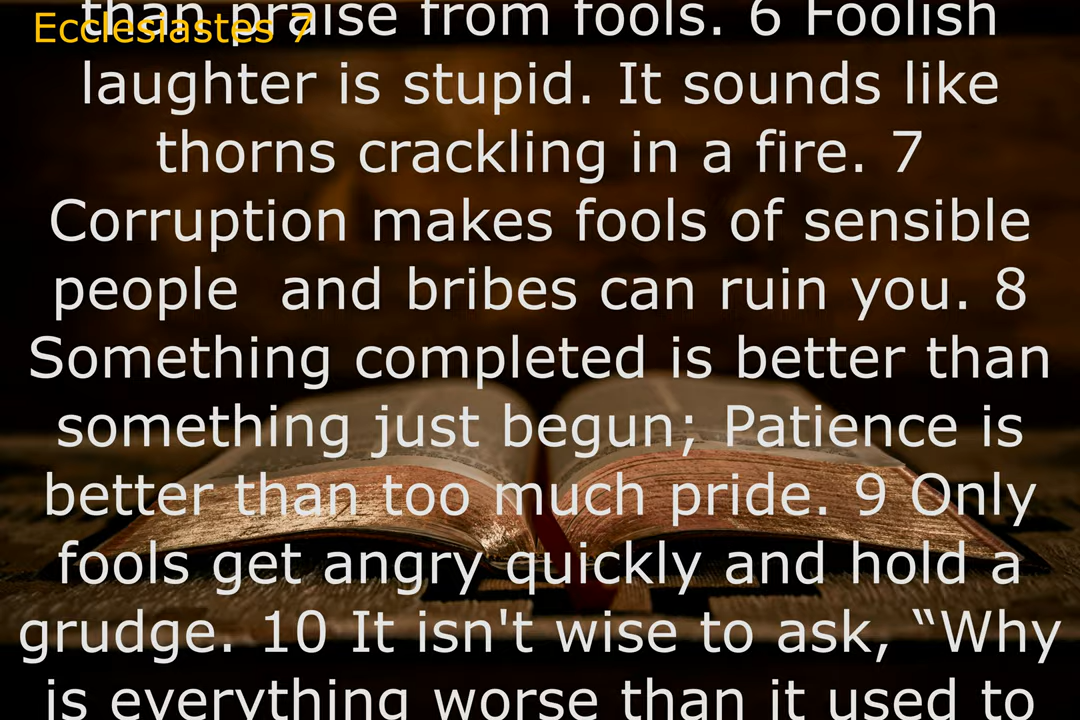 Ecclesiastes 7
than praise from fools. 6 Foolish
laughter is stupid. It sounds like
thorns crackling in a fire. 7
Corruption makes fools of sensible
people  and bribes can ruin you. 8
Something completed is better than
something just begun; Patience is
better than too much pride. 9 Only
fools get angry quickly and hold a
grudge. 10 It isn't wise to ask, “Why
is everything worse than it used to